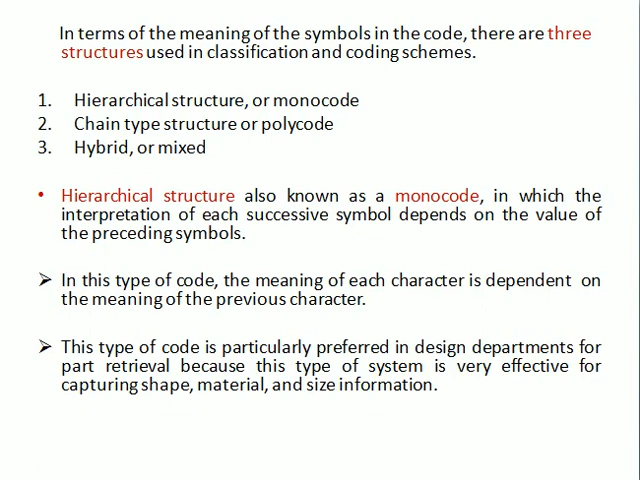 In terms of the meaning of the symbols in the code, there are three
structures used in classification and coding schemes.
1. Hierarchical structure, or monocode
2. Chain type structure or polycode
3. Hybrid, or mixed
• Hierarchical structure also known as a monocode, in which the
interpretation of each successive symbol depends on the value of
the preceding symbols.
➢ In this type of code, the meaning of each character is dependent on
the meaning of the previous character.
➢ This type of code is particularly preferred in design departments for
part retrieval because this type of system is very effective for
capturing shape, material, and size information.